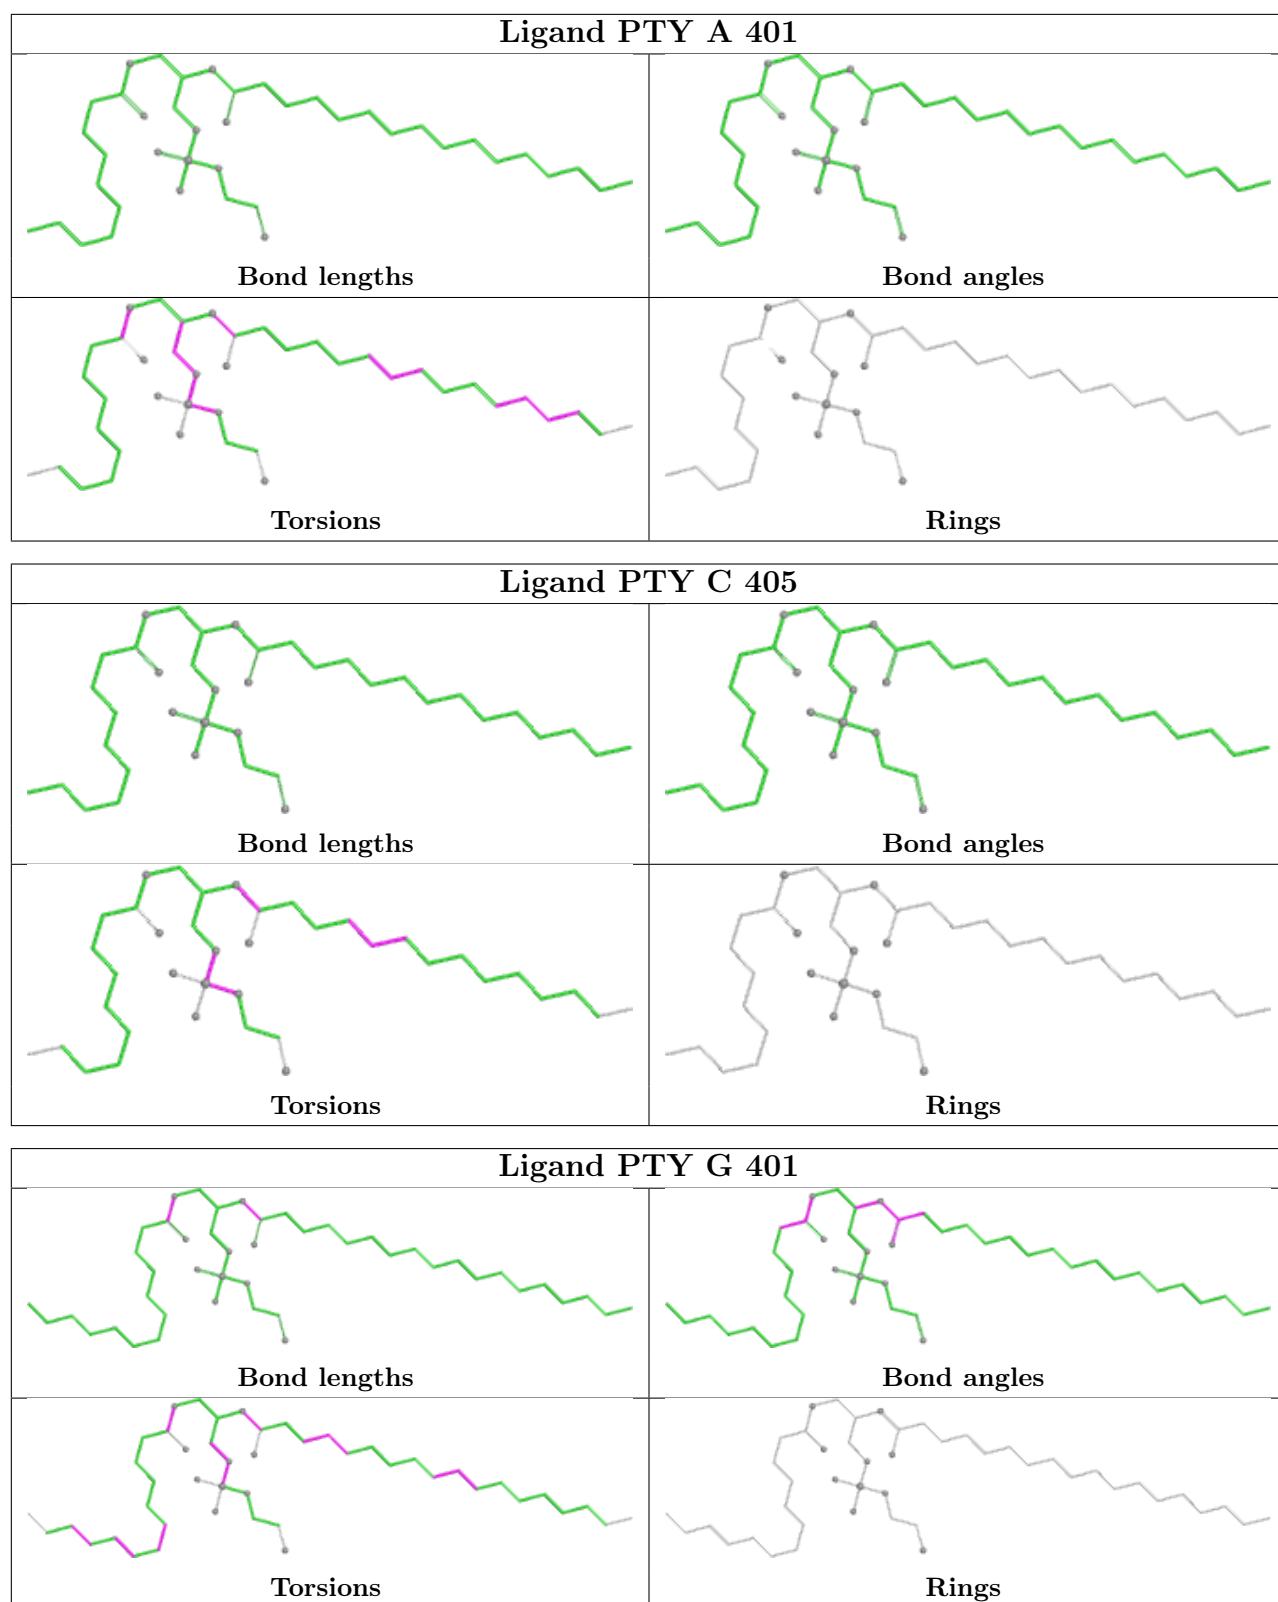 Ligand PTY A 401
Bond lengths
Bond angles
Torsions
Rings
Ligand PTY C 405
Bond lengths
Bond angles
Torsions
Rings
Ligand PTY G 401
Bond lengths
Bond angles
Torsions
Rings